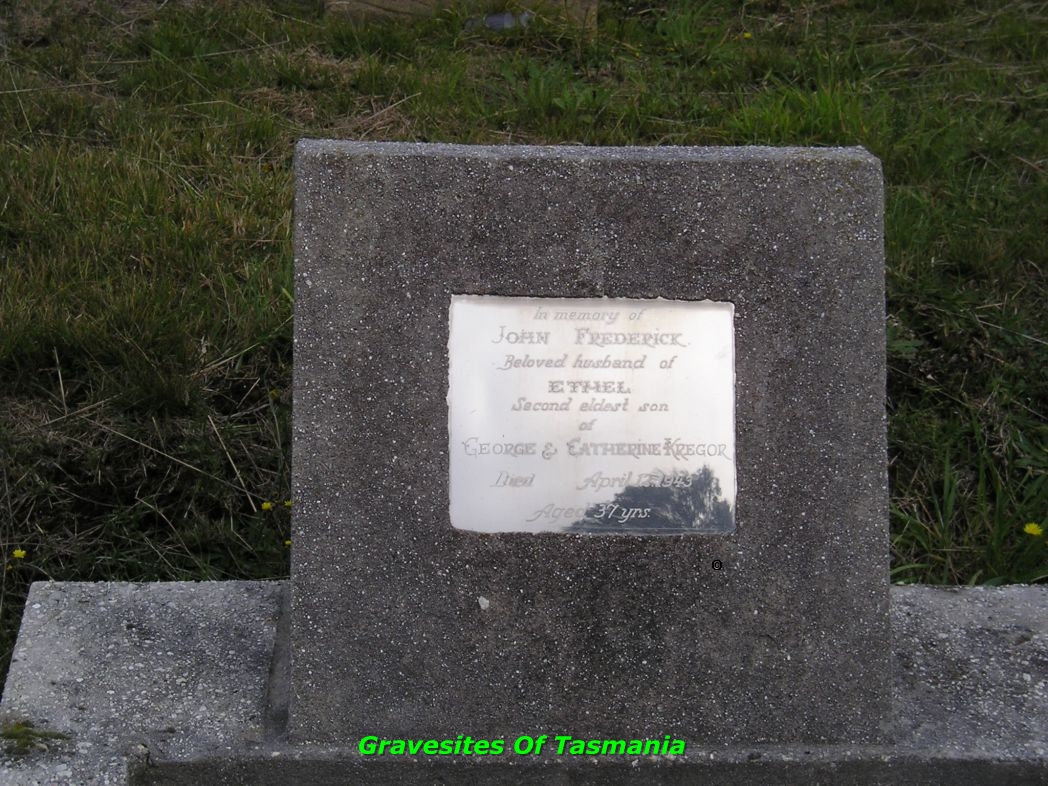 In memory of
JOHN FREDERICK
Beloved husband of
ETHEL
Second eldest son
of
GEORGE & CATHERINE KREGOR
Died April 1943
Aged 37 yrs.
Gravesites Of Tasmania